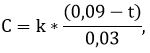 C = k * (0,09 − t) / 0,03,